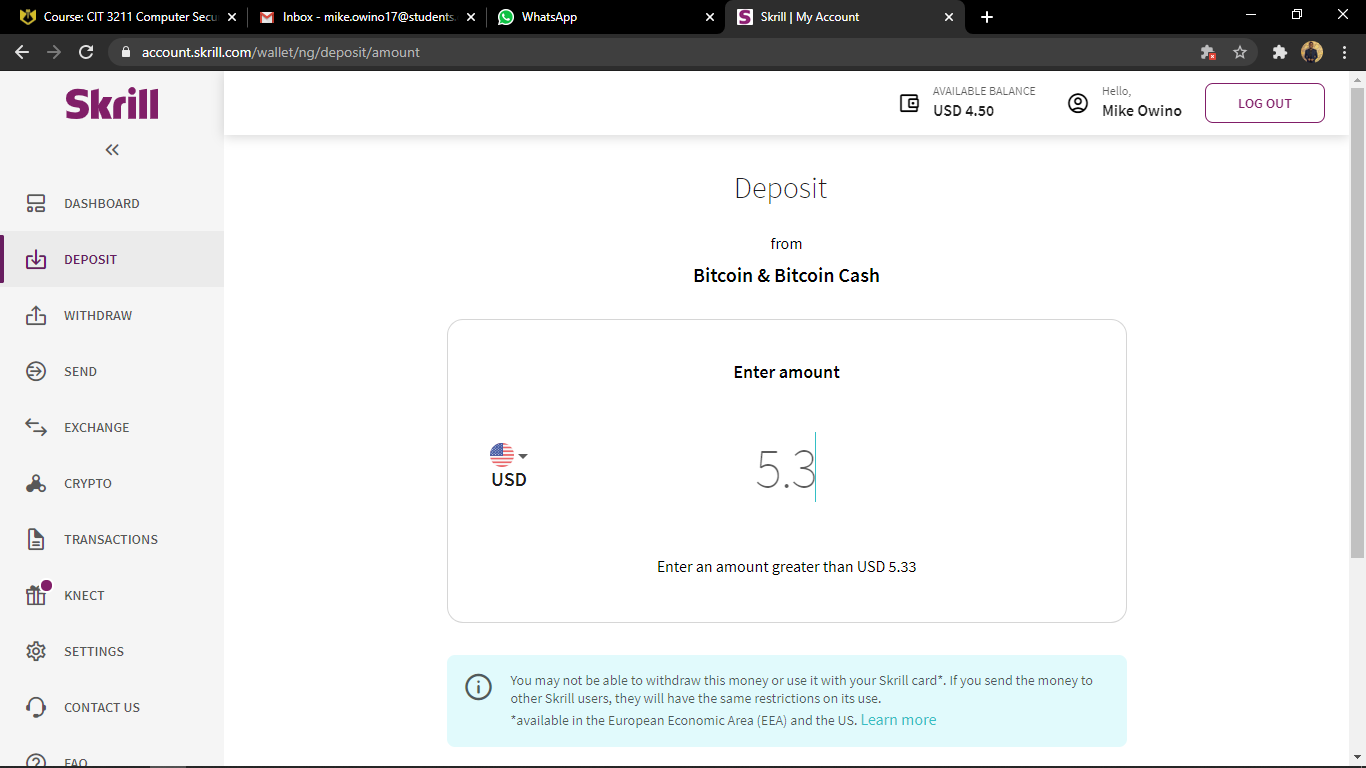 Course: CIT 3211 Computer Secu
Inbox - mike.owino17@students.
WhatsApp
Skrill | My Account
account.skrill.com/wallet/ng/deposit/amount
Skrill
AVAILABLE BALANCE
USD 4.50
Hello,
Mike Owino
LOG OUT
DASHBOARD
DEPOSIT
WITHDRAW
SEND
EXCHANGE
CRYPTO
TRANSACTIONS
KNECT
SETTINGS
CONTACT US
FAQ
Deposit
from
Bitcoin & Bitcoin Cash
Enter amount
USD
5.3
Enter an amount greater than USD 5.33
You may not be able to withdraw this money or use it with your Skrill card*. If you send the money to
other Skrill users, they will have the same restrictions on its use.
*available in the European Economic Area (EEA) and the US. Learn more